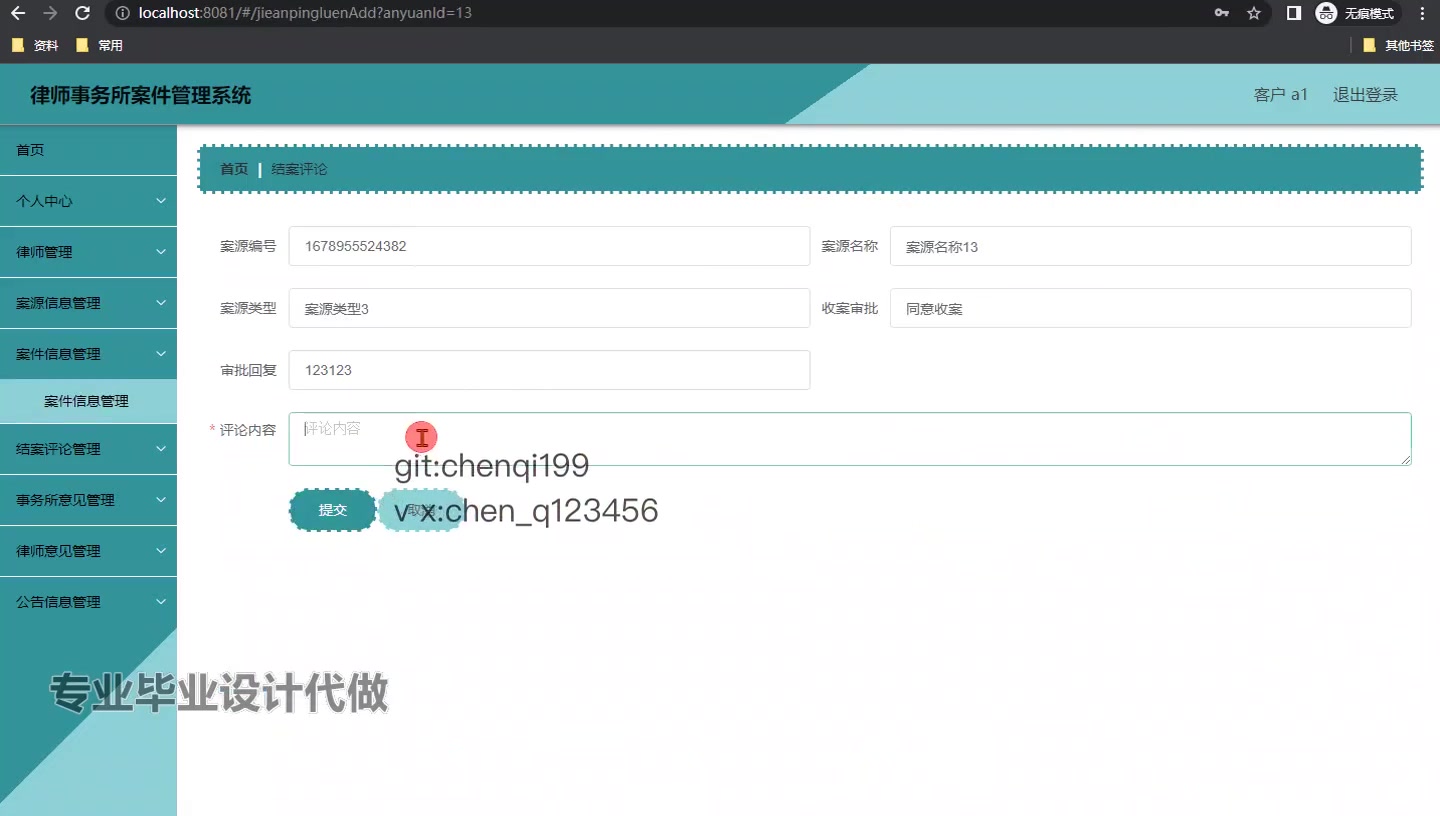 localhost:8081/#/jieanpingluenAdd?anyuanId=13
无痕模式
资料
常用
其他书签
律师事务所案件管理系统
客户 a1
退出登录
首页
个人中心
律师管理
案源信息管理
案件信息管理
案件信息管理
结案评论管理
事务所意见管理
律师意见管理
公告信息管理
首页 | 结案评论
案源编号 1678955524382
案源名称 案源名称13
案源类型 案源类型3
收案审批 同意收案
审批回复 123123
* 评论内容 评论内容
git:chenqi199
提交
取消
v x:chen_q123456
专业毕业设计代做